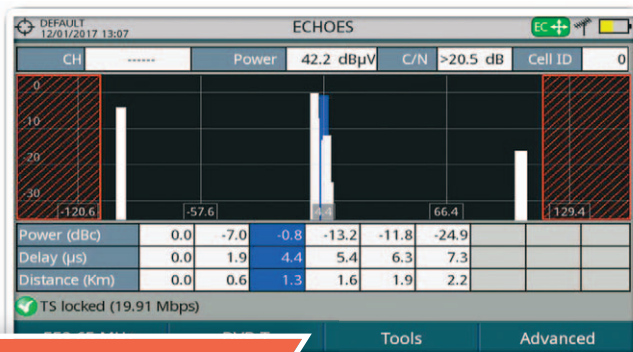 DEFAULT
12/01/2017 13:07
ECHOES
EC
CH ------ Power 42.2 dBµV C/N >20.5 dB Cell ID 0
0
-10
-20
-30
-120.6 -57.6 4.4 66.4 129.4
Power (dBc) 0.0 -7.0 -0.8 -13.2 -11.8 -24.9
Delay (µs) 0.0 1.9 4.4 5.4 6.3 7.3
Distance (Km) 0.0 0.6 1.3 1.6 1.9 2.2
TS locked (19.91 Mbps)
Tools Advanced